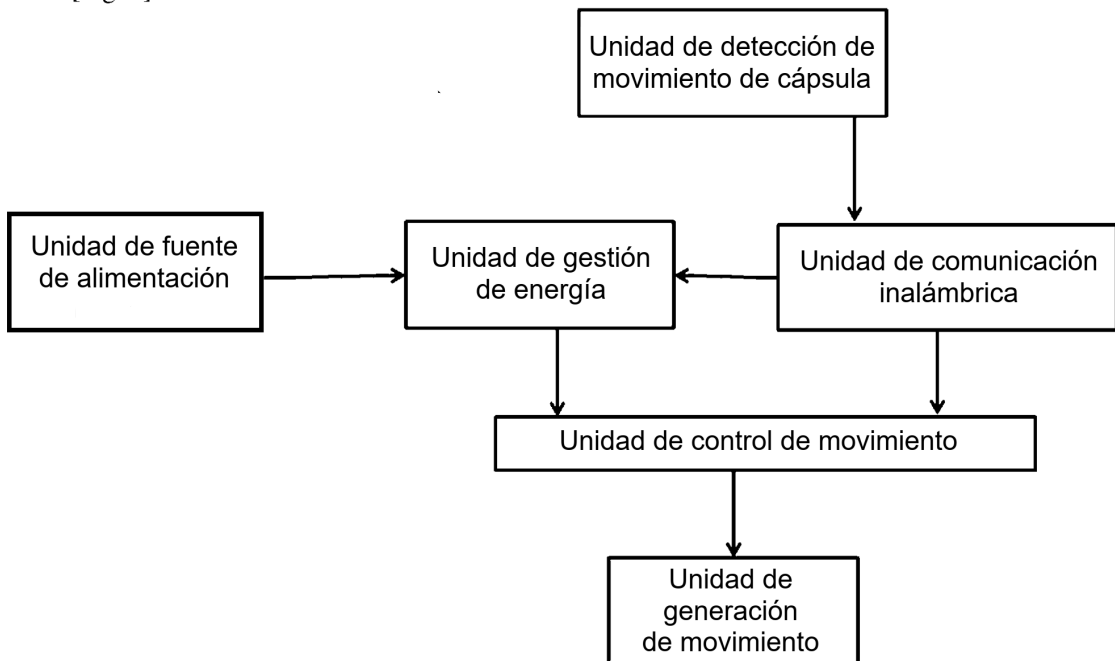 Unidad de detección de
movimiento de cápsula
Unidad de fuente
de alimentación
Unidad de gestión
de energía
Unidad de comunicación
inalámbrica
Unidad de control de movimiento
Unidad de
generación
de movimiento